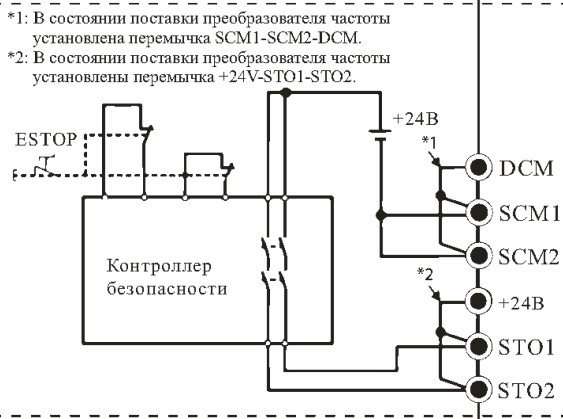 *1: В состоянии поставки преобразователя частоты
установлена перемычка SCM1-SCM2-DCM.
*2: В состоянии поставки преобразователя частоты
установлены перемычка +24V-STO1-STO2.
+24В
*1
ESTOP
DCM
SCM1
SCM2
Контроллер
безопасности
*2
+24В
STO1
STO2